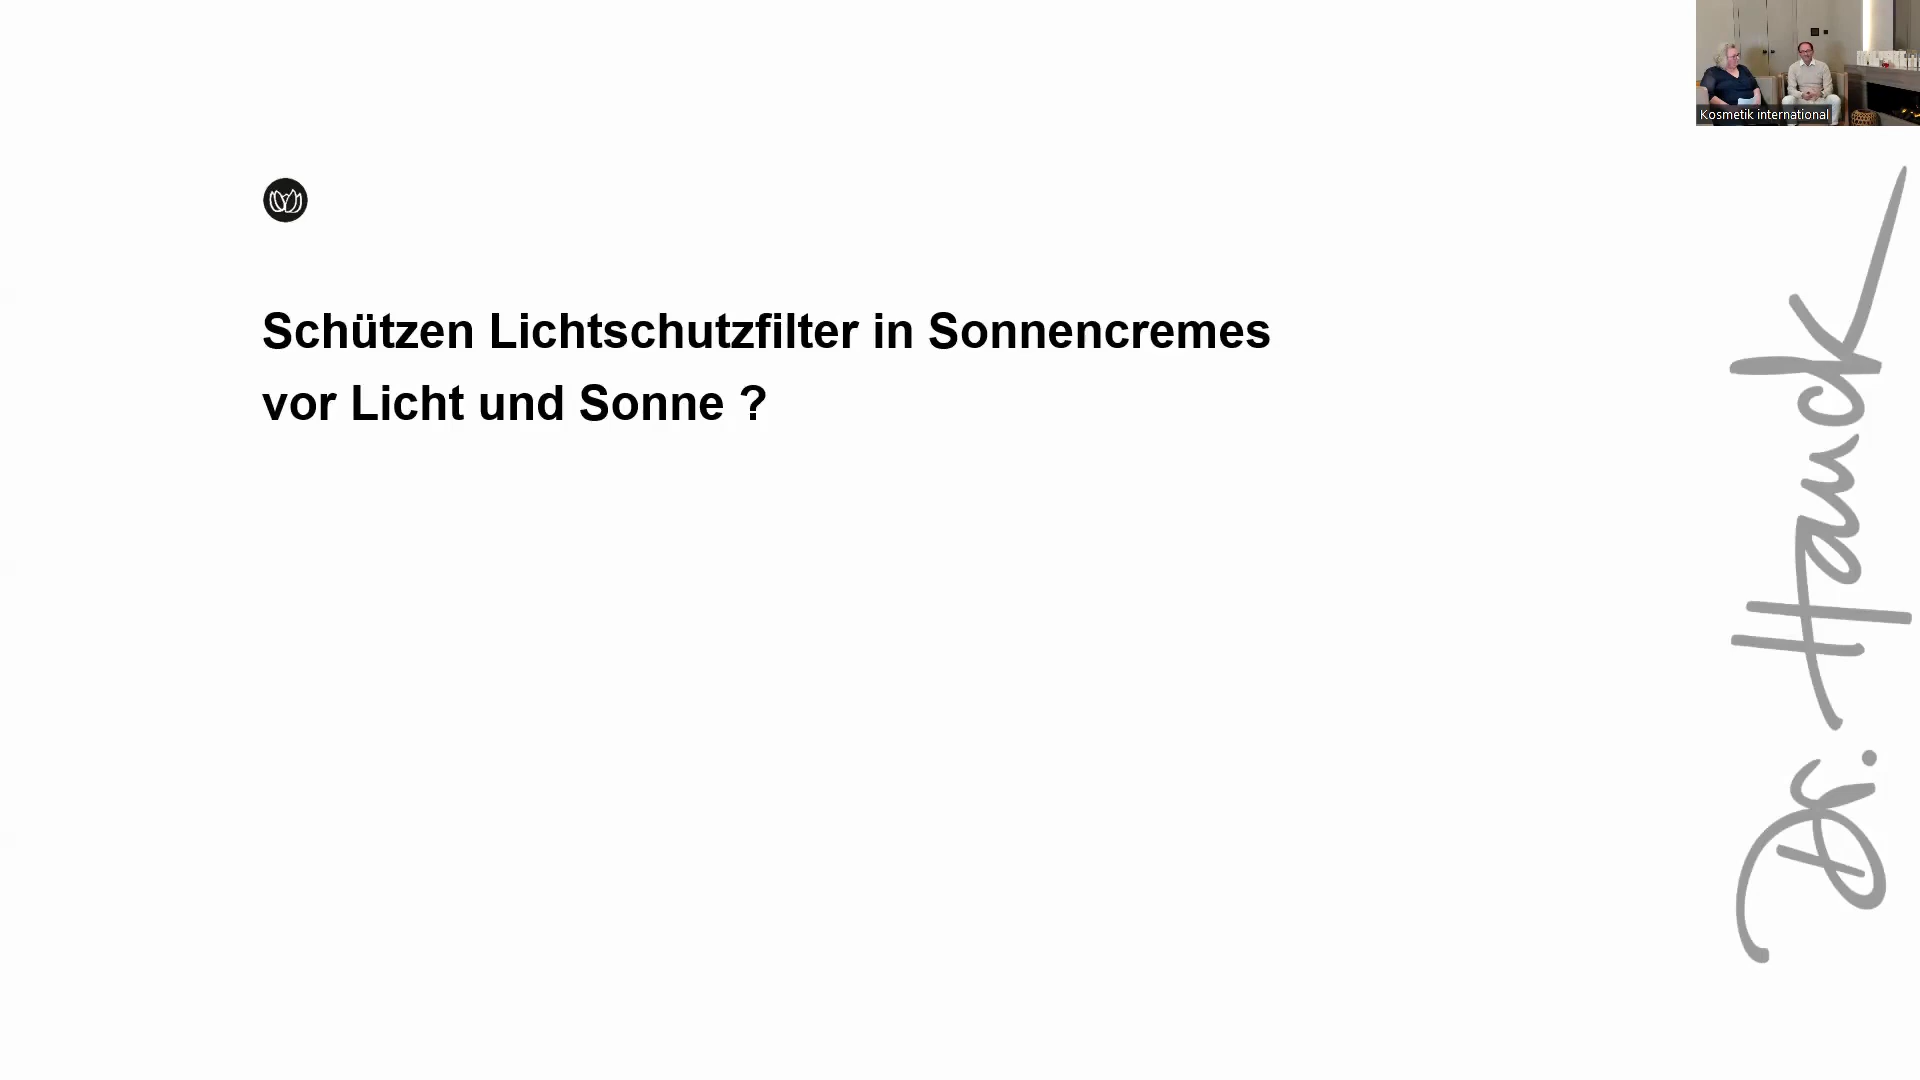 Kosmetik international
Schützen Lichtschutzfilter in Sonnencremes
vor Licht und Sonne ?
Dr. Hauck